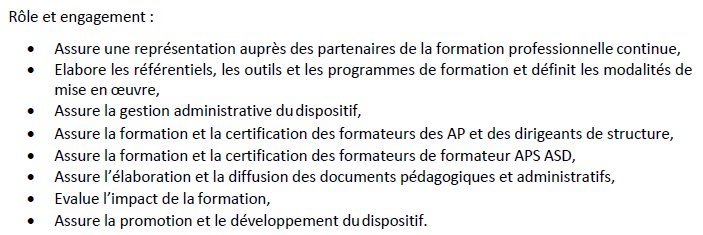 Rôle et engagement :
• Assure une représentation auprès des partenaires de la formation professionnelle continue,
• Elabore les référentiels, les outils et les programmes de formation et définit les modalités de
mise en œuvre,
• Assure la gestion administrative du dispositif,
• Assure la formation et la certification des formateurs des AP et des dirigeants de structure,
• Assure la formation et la certification des formateurs de formateur APS ASD,
• Assure l'élaboration et la diffusion des documents pédagogiques et administratifs,
• Evalue l'impact de la formation,
• Assure la promotion et le développement du dispositif.